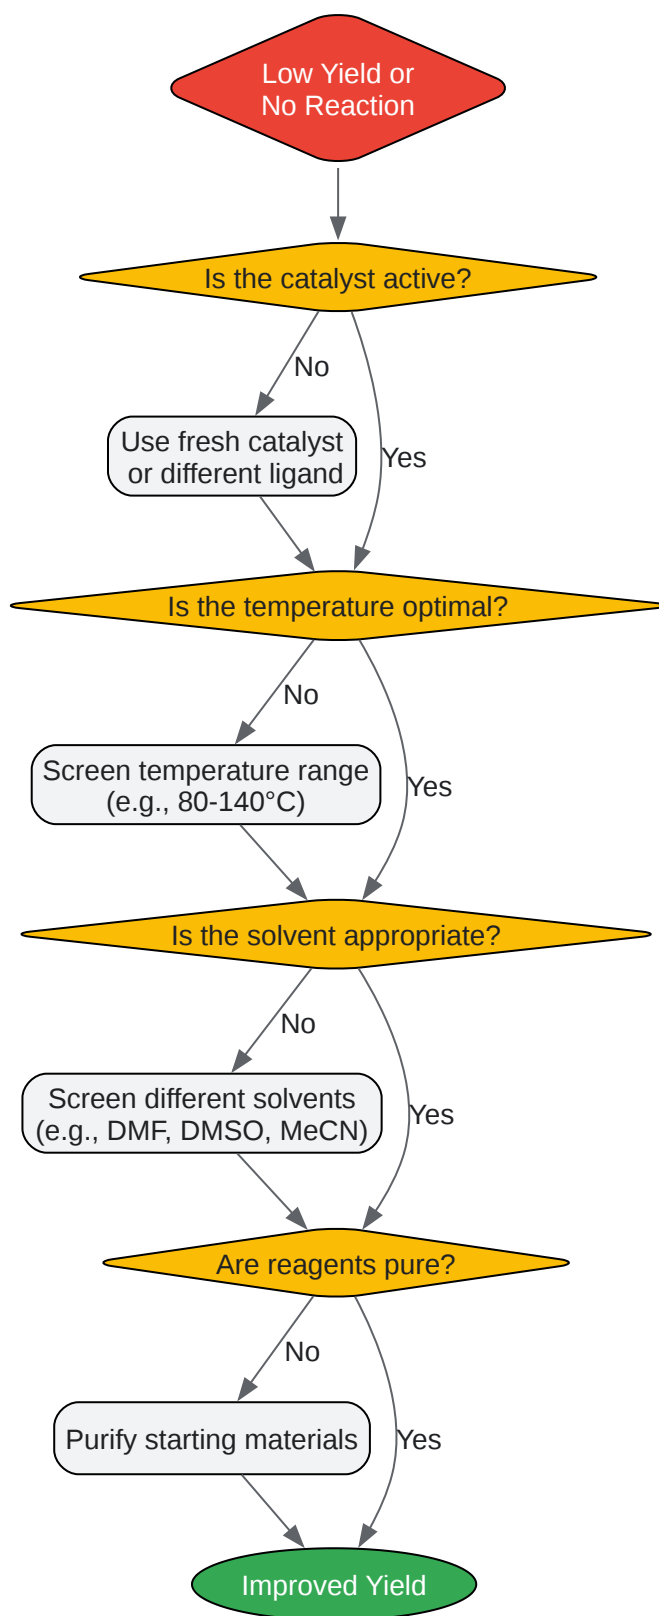 Low Yield or
No Reaction
Is the catalyst active?
No
Use fresh catalyst
or different ligand
Yes
Is the temperature optimal?
No
Screen temperature range
(e.g., 80-140°C)
Yes
Is the solvent appropriate?
No
Screen different solvents
(e.g., DMF, DMSO, MeCN)
Yes
Are reagents pure?
No
Purify starting materials
Yes
Improved Yield